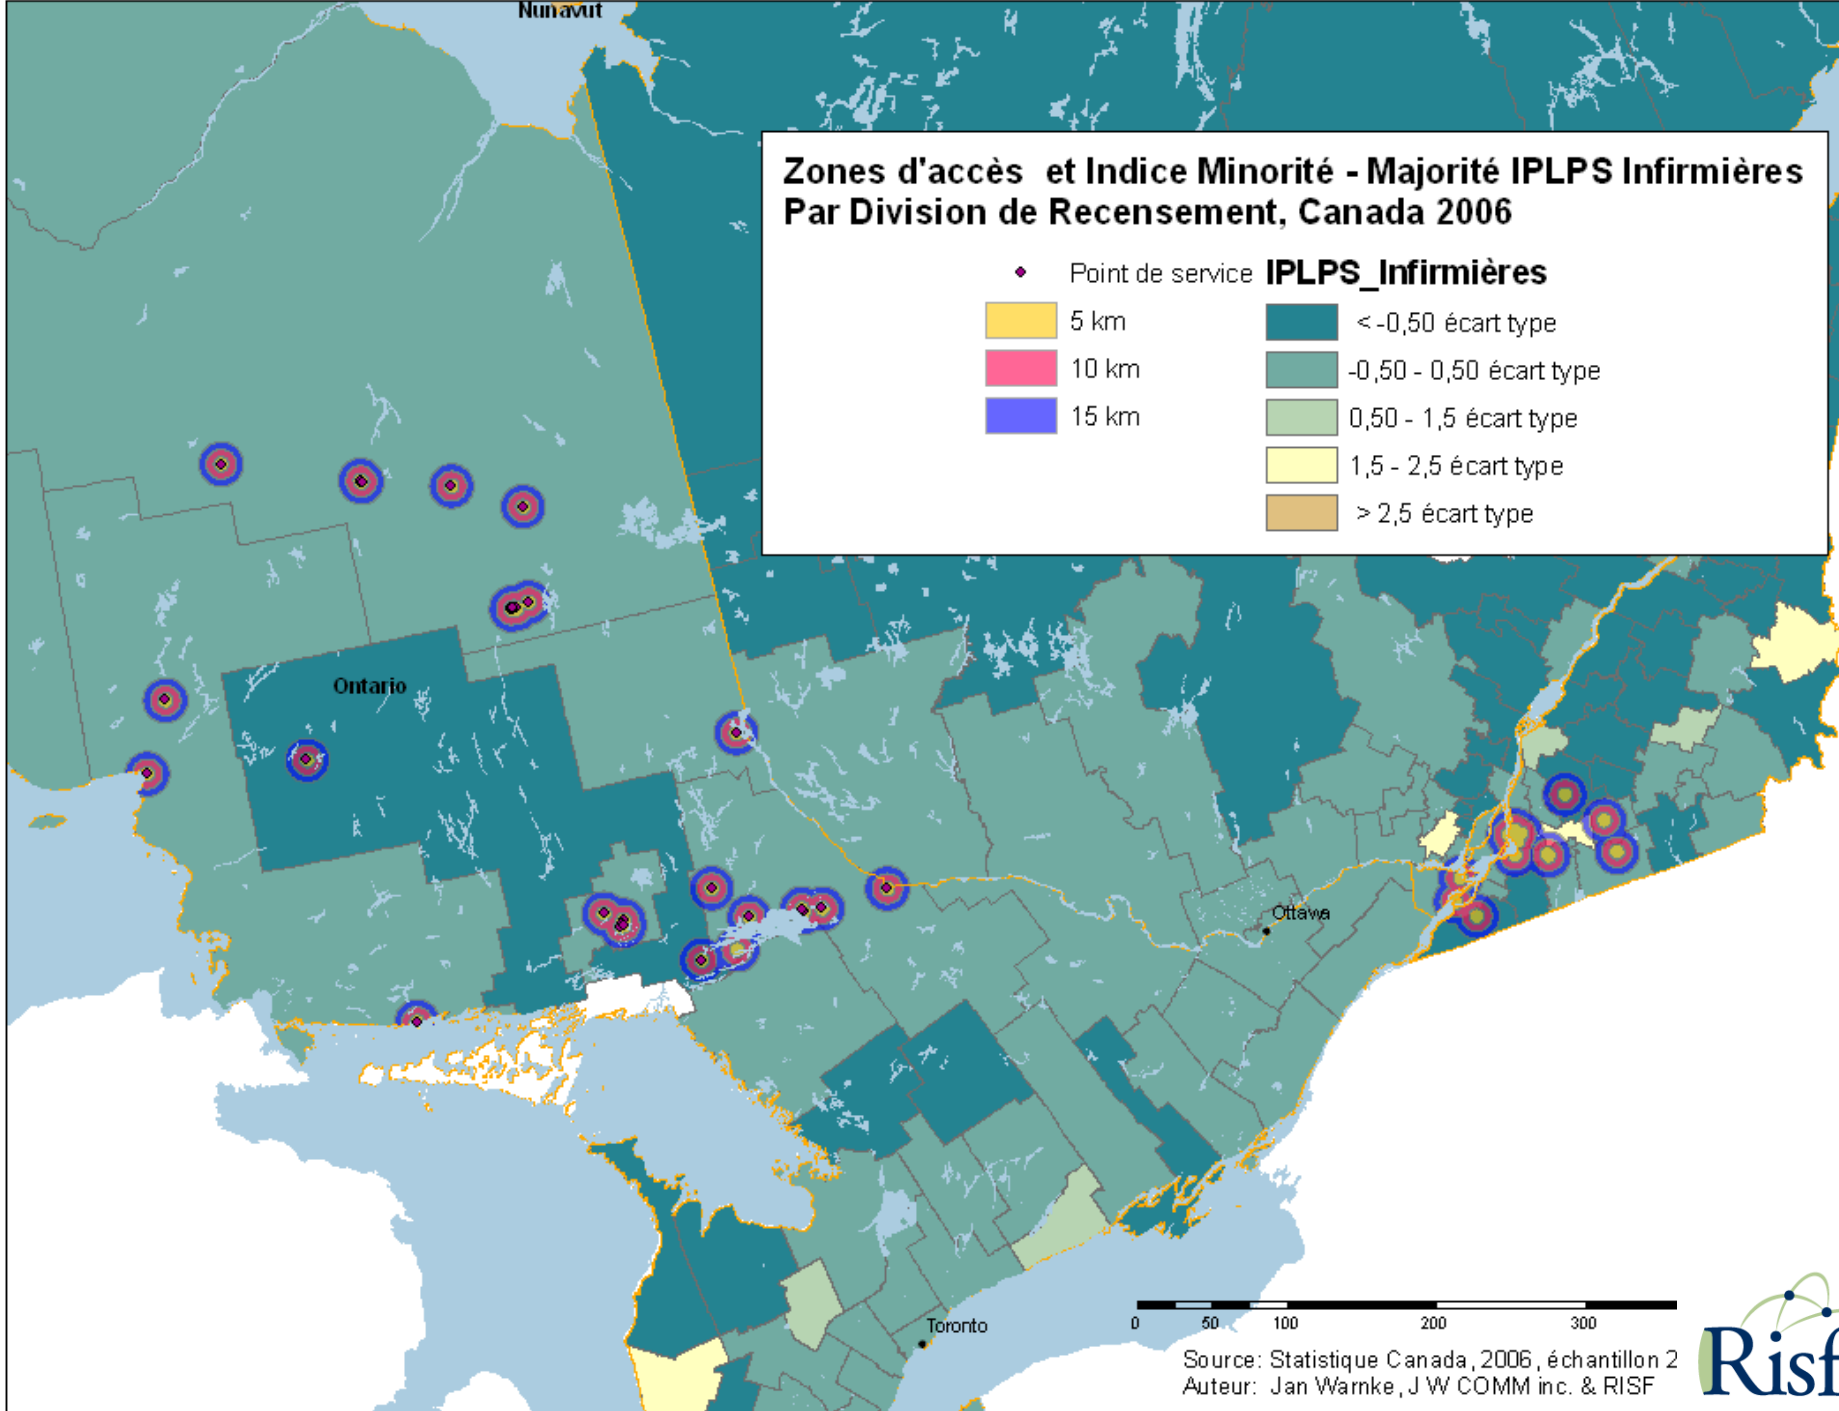 Nunavut
Zones d'accès et Indice Minorité - Majorité IPLPS Infirmières
Par Division de Recensement, Canada 2006
Point de service
5 km
10 km
15 km
IPLPS_Infirmières
< -0,50 écart type
-0,50 - 0,50 écart type
0,50 - 1,5 écart type
1,5 - 2,5 écart type
> 2,5 écart type
Ontario
Ottawa
Toronto
0 50 100 200 300
Source: Statistique Canada, 2006, échantillon 2
Auteur: Jan Warnke, J W COMM inc. & RISF
Risf